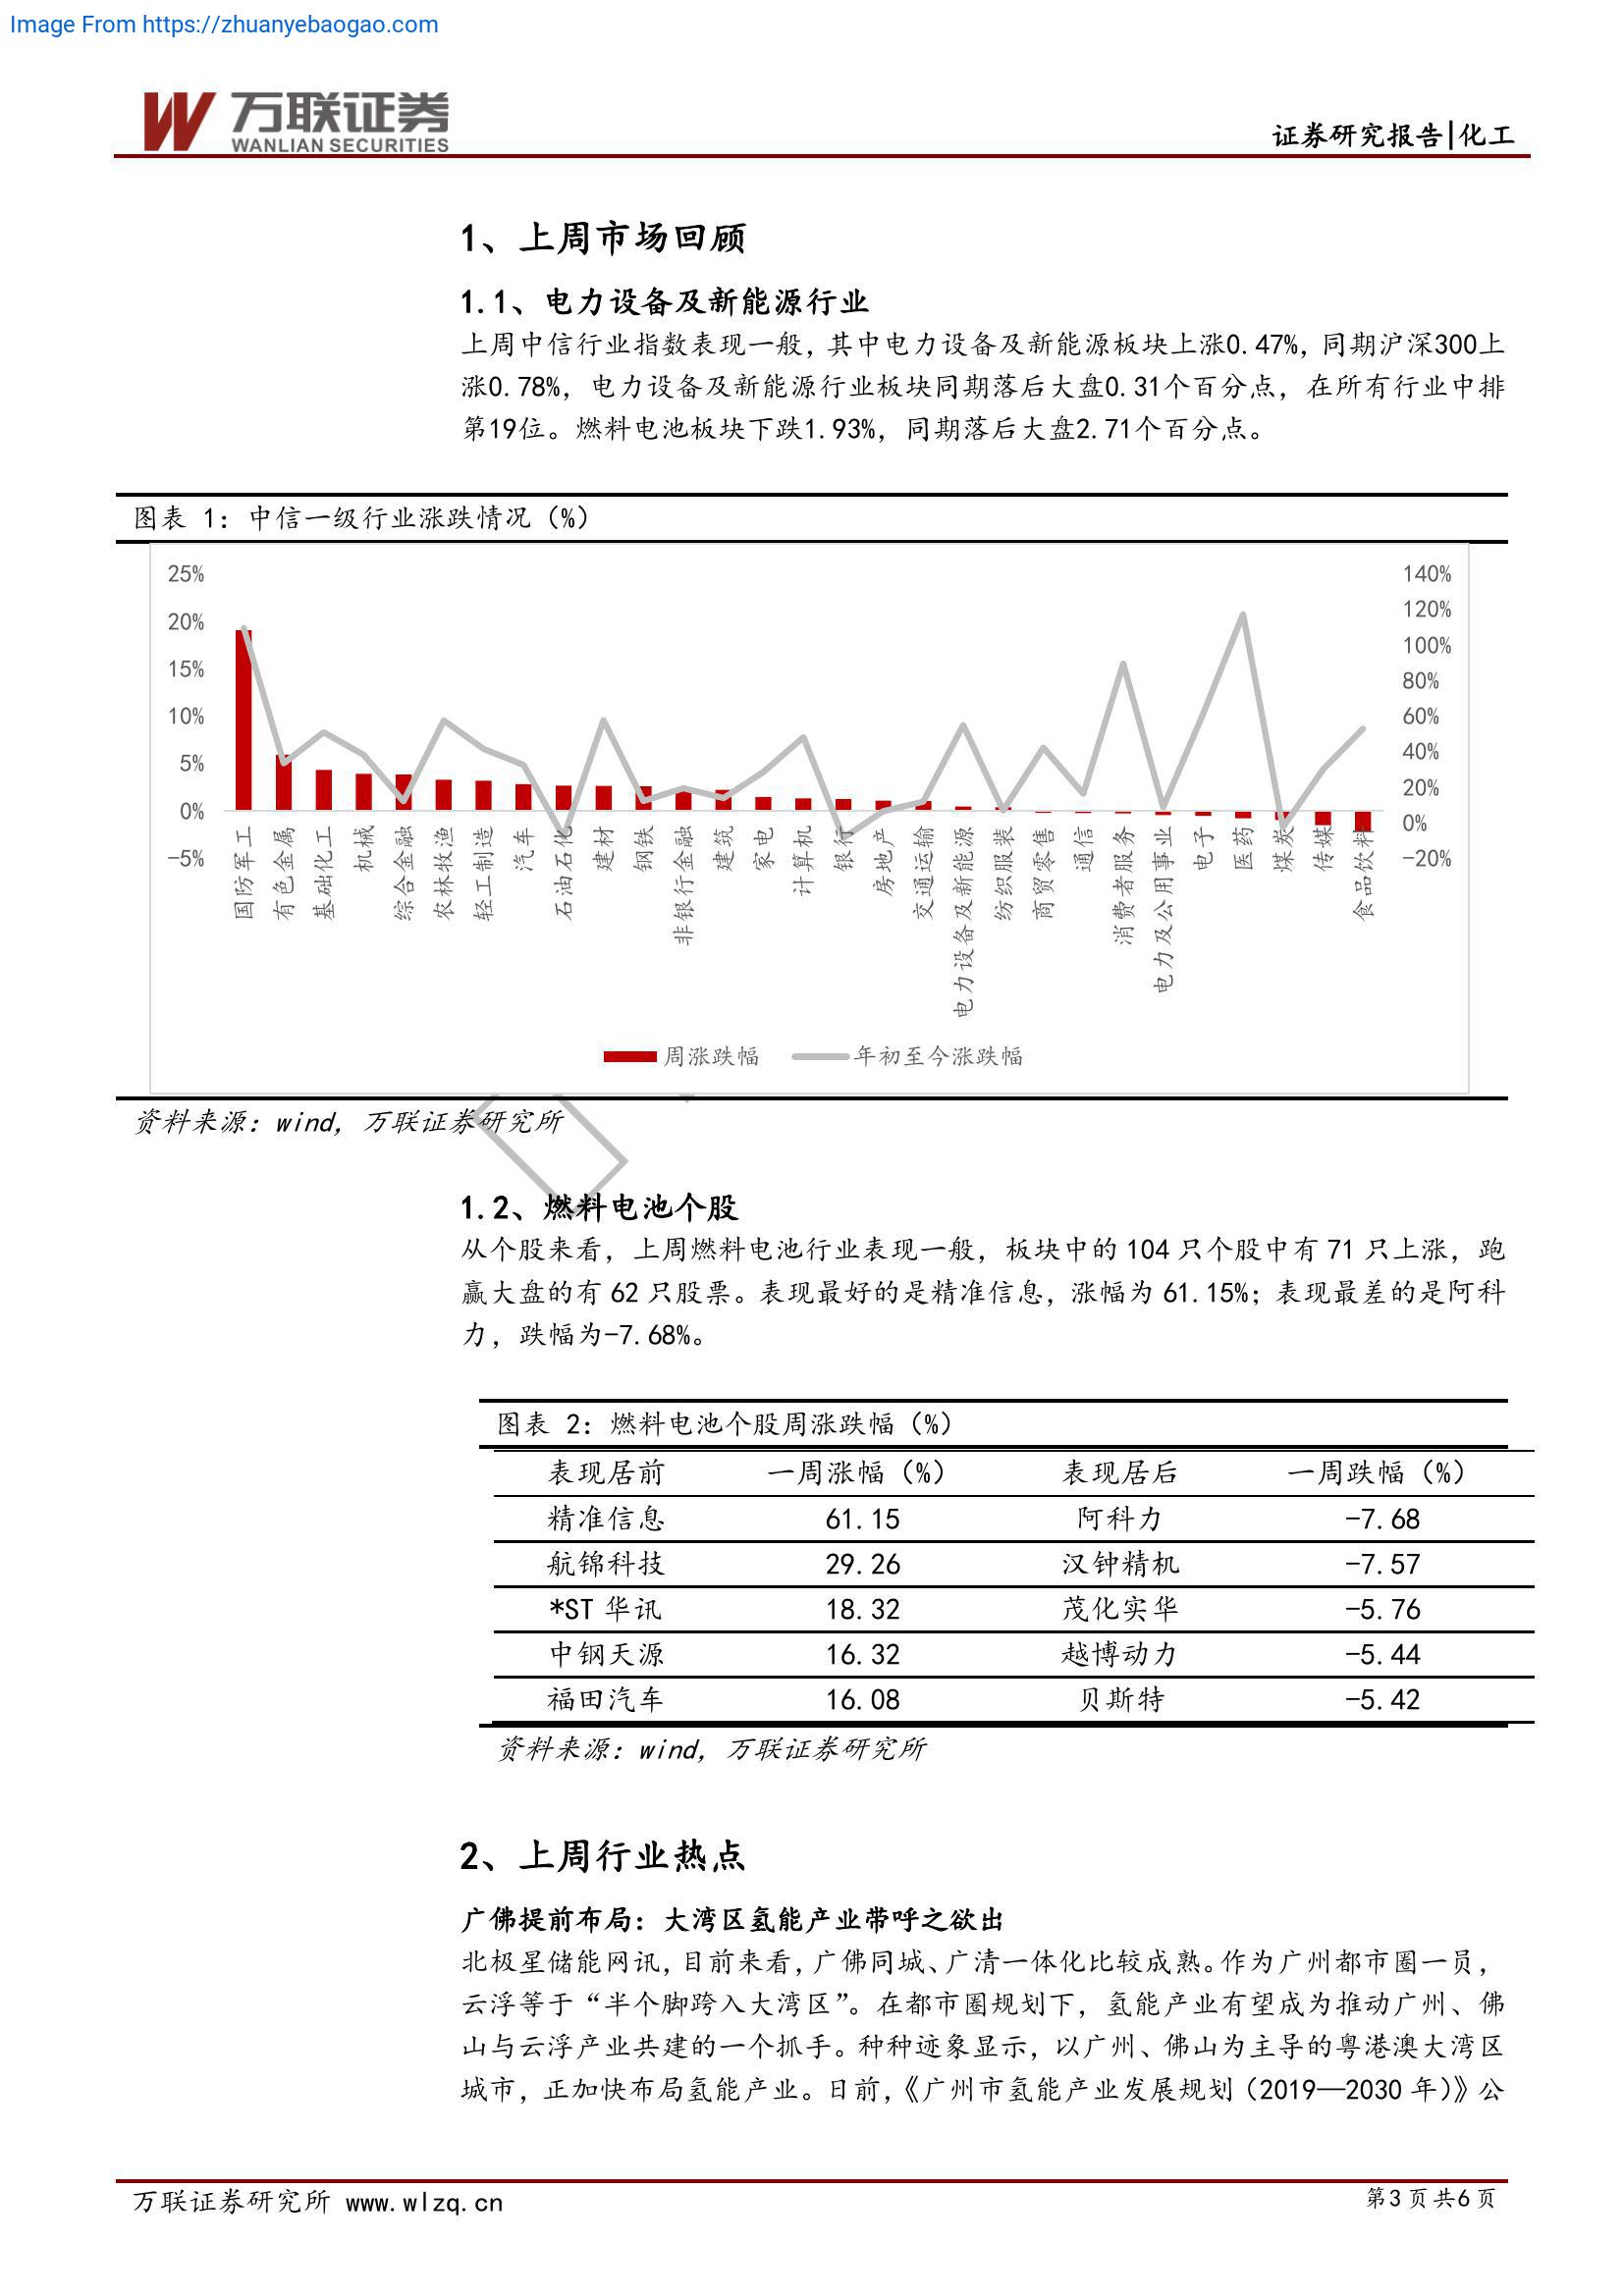 Image From https://zhuanyebaogao.com
万联证券
WANLIAN SECURITIES
证券研究报告|化工
1、上周市场回顾
1.1、电力设备及新能源行业
上周中信行业指数表现一般，其中电力设备及新能源板块上涨0.47%，同期沪深300上
涨0.78%，电力设备及新能源行业板块同期落后大盘0.31个百分点，在所有行业中排
第19位。燃料电池板块下跌1.93%，同期落后大盘2.71个百分点。
图表 1：中信一级行业涨跌情况（%）
25%
20%
15%
10%
5%
0%
-5%
140%
120%
100%
80%
60%
40%
20%
0%
-20%
国防军工
有色金属
基础化工
机械
综合金融
农林牧渔
轻工制造
汽车
石油石化
建材
钢铁
非银行金融
建筑
家电
计算机
银行
房地产
交通运输
电力设备及新能源
纺织服装
商贸零售
通信
消费者服务
电力及公用事业
电子
医药
煤炭
传媒
食品饮料
周涨跌幅 年初至今涨跌幅
资料来源：wind，万联证券研究所
1.2、燃料电池个股
从个股来看，上周燃料电池行业表现一般，板块中的 104 只个股中有 71 只上涨，跑
赢大盘的有 62 只股票。表现最好的是精准信息，涨幅为 61.15%；表现最差的是阿科
力，跌幅为-7.68%。
图表 2：燃料电池个股周涨跌幅（%）
表现居前 一周涨幅（%） 表现居后 一周跌幅（%）
精准信息 61.15 阿科力 -7.68
航锦科技 29.26 汉钟精机 -7.57
*ST 华讯 18.32 茂化实华 -5.76
中钢天源 16.32 越博动力 -5.44
福田汽车 16.08 贝斯特 -5.42
资料来源：wind，万联证券研究所
2、上周行业热点
广佛提前布局：大湾区氢能产业带呼之欲出
北极星储能网讯，目前来看，广佛同城、广清一体化比较成熟。作为广州都市圈一员，
云浮等于“半个脚跨入大湾区”。在都市圈规划下，氢能产业有望成为推动广州、佛
山与云浮产业共建的一个抓手。种种迹象显示，以广州、佛山为主导的粤港澳大湾区
城市，正加快布局氢能产业。日前，《广州市氢能产业发展规划（2019—2030 年）》公
万联证券研究所 www.wlzq.cn
第3页共6页